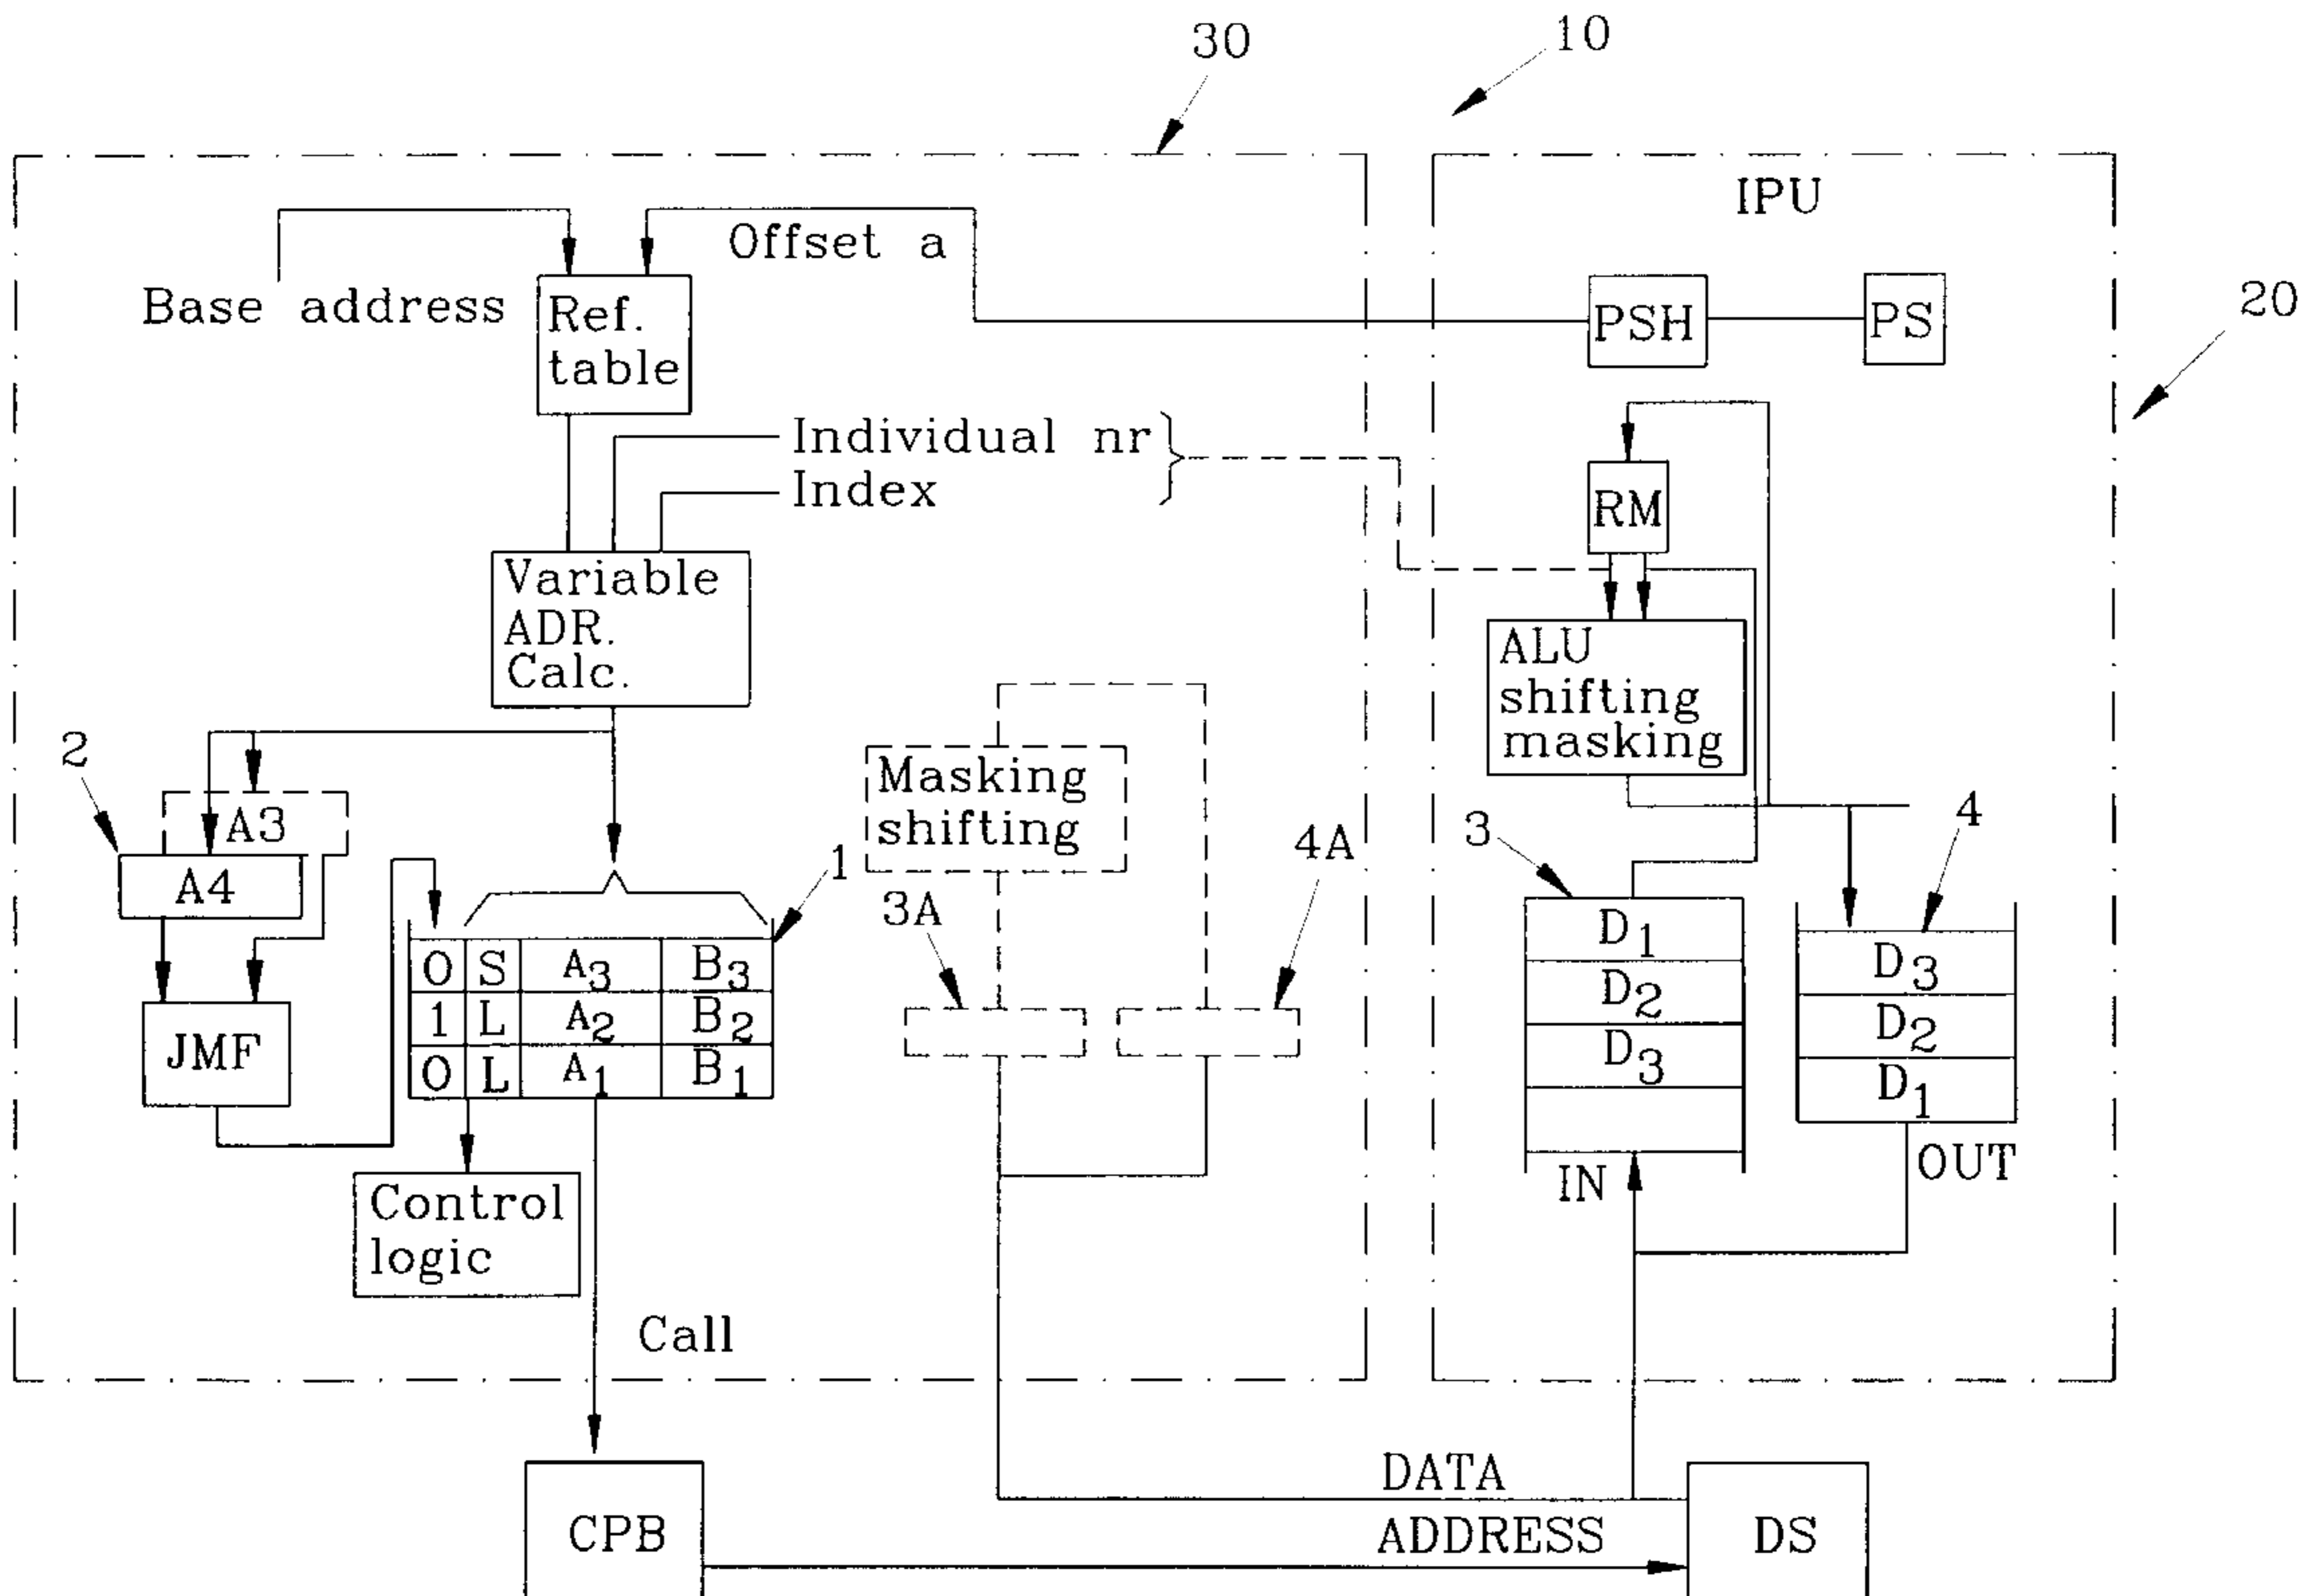 30
10
IPU
Offset a
Base address
Ref.
table
PSH
PS
20
Individual nr
Index
RM
Variable
ADR.
Calc.
ALU
shifting
masking
2
A3
A4
JMF
Masking
shifting
3A
4A
1
3
4
0 S A3 B3
1 L A2 B2
0 L A1 B1
D1
D2
D3
D3
D2
D1
IN
OUT
Control
logic
Call
DATA
CPB
ADDRESS
DS